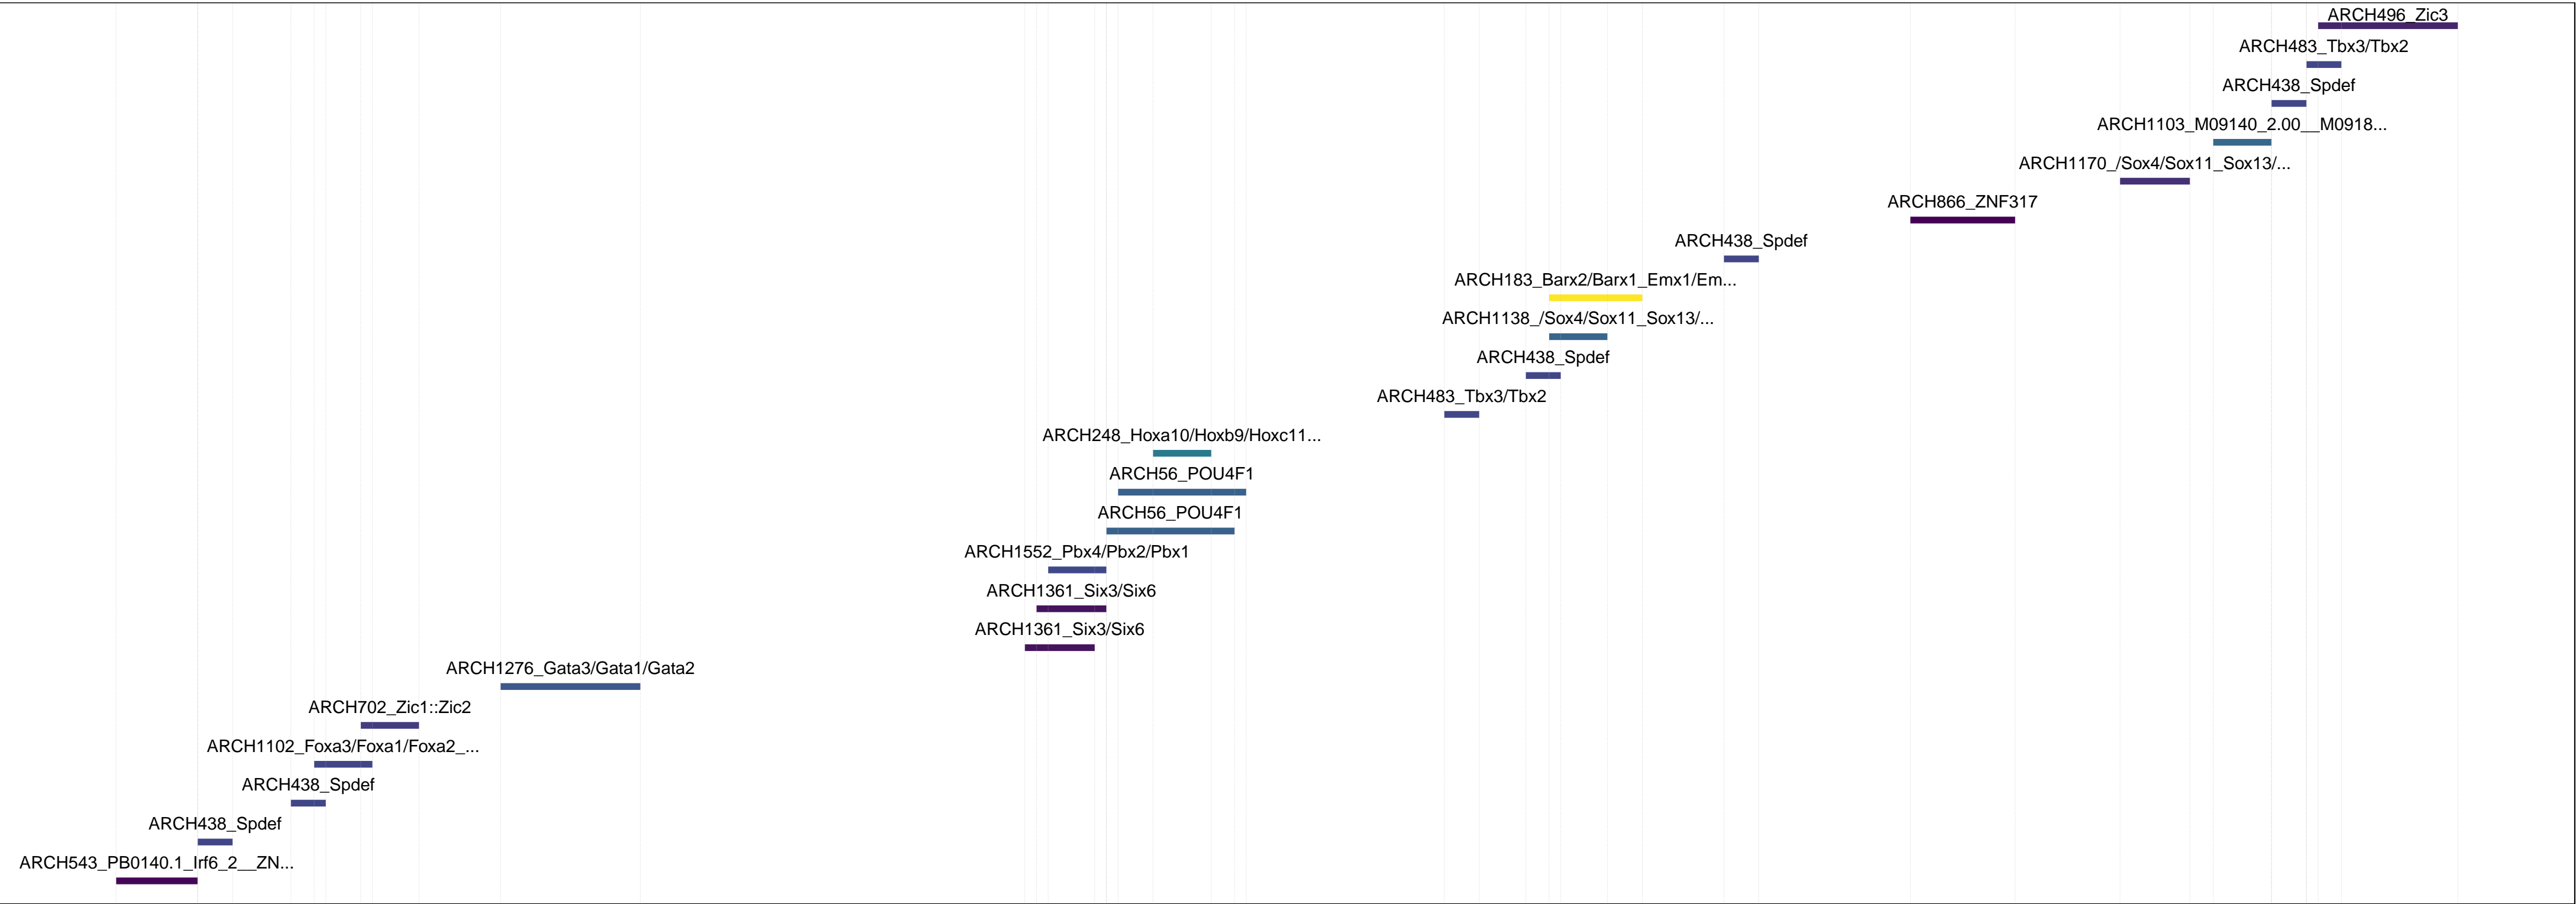 ARCH496_Zic3
ARCH483_Tbx3/Tbx2
ARCH438_Spdef
ARCH1103_M09140_2.00__M0918...
ARCH1170_/Sox4/Sox11_Sox13/...
ARCH866_ZNF317
ARCH438_Spdef
ARCH183_Barx2/Barx1_Emx1/Em...
ARCH1138_/Sox4/Sox11_Sox13/...
ARCH438_Spdef
ARCH483_Tbx3/Tbx2
ARCH248_Hoxa10/Hoxb9/Hoxc11...
ARCH56_POU4F1
ARCH56_POU4F1
ARCH1552_Pbx4/Pbx2/Pbx1
ARCH1361_Six3/Six6
ARCH1361_Six3/Six6
ARCH1276_Gata3/Gata1/Gata2
ARCH702_Zic1::Zic2
ARCH1102_Foxa3/Foxa1/Foxa2_...
ARCH438_Spdef
ARCH438_Spdef
ARCH543_PB0140.1_Irf6_2__ZN...